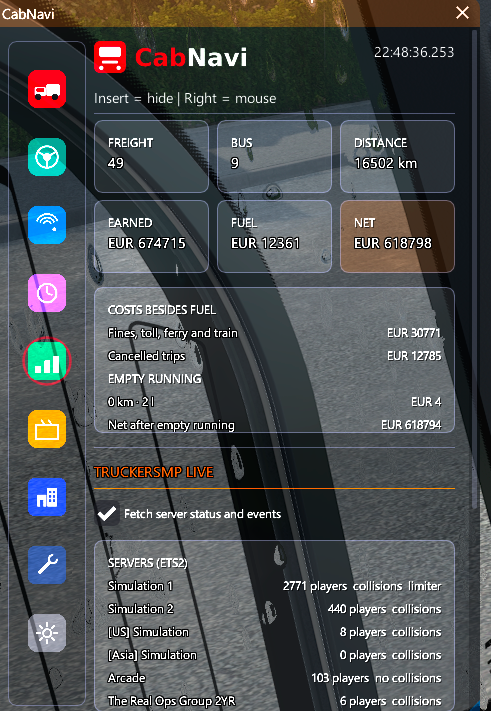 CabNavi
CabNavi
22:48:36.253
Insert = hide | Right = mouse
FREIGHT
49
BUS
9
DISTANCE
16502 km
EARNED
EUR 674715
FUEL
EUR 12361
NET
EUR 618798
COSTS BESIDES FUEL
Fines, toll, ferry and train EUR 30771
Cancelled trips EUR 12785
EMPTY RUNNING
0 km · 2 l EUR 4
Net after empty running EUR 618794
TRUCKERSMP LIVE
Fetch server status and events
SERVERS (ETS2)
Simulation 1 2771 players collisions limiter
Simulation 2 440 players collisions
[US] Simulation 8 players collisions
[Asia] Simulation 0 players collisions
Arcade 103 players no collisions
The Real Ops Group 2YR 6 players collisions